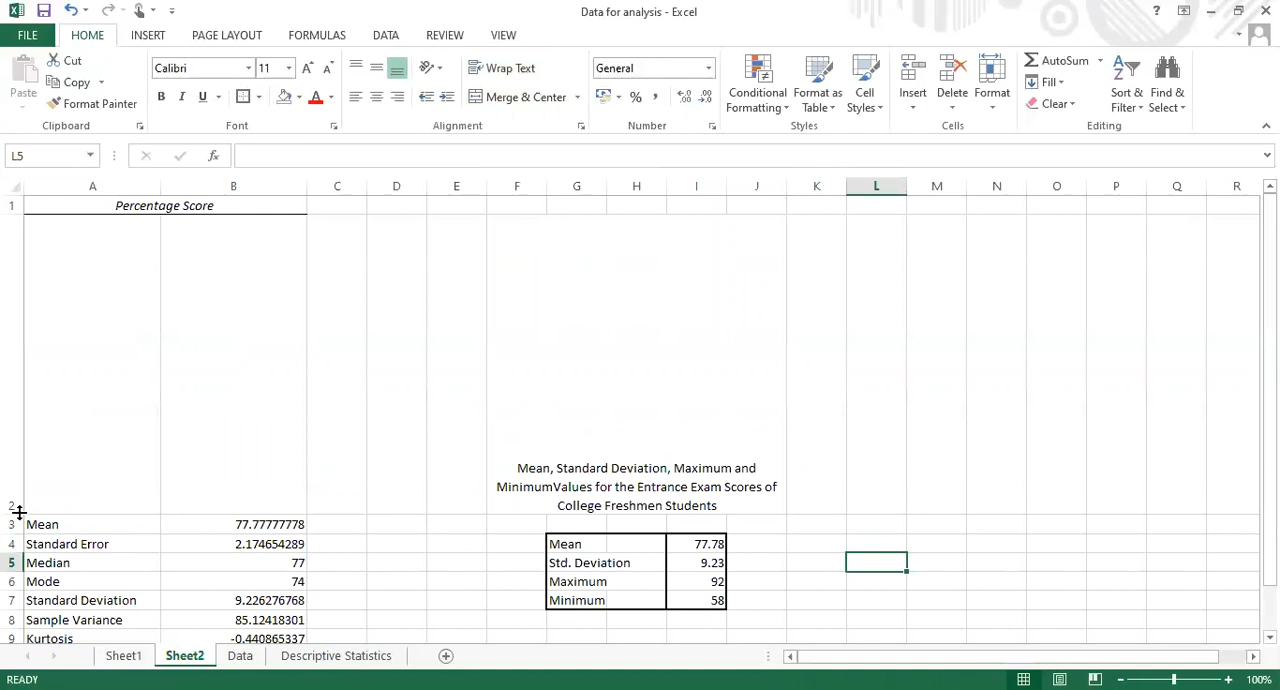 Data for analysis - Excel
FILE HOME INSERT PAGE LAYOUT FORMULAS DATA REVIEW VIEW
Paste Cut Copy Format Painter
Calibri 11
B I U A
Wrap Text
Merge & Center
General
%
Conditional Formatting
Format as Table
Cell Styles
Insert Delete Format
AutoSum
Fill
Clear
Sort & Filter
Find & Select
Clipboard Font Alignment Number Styles Cells Editing
L5 fx
A B C D E F G H I J K L M N O P Q R
1 Percentage Score
Mean, Standard Deviation, Maximum and
MinimumValues for the Entrance Exam Scores of
2 College Freshmen Students
3 Mean 77.77777778
4 Standard Error 2.174654289 Mean 77.78
5 Median 77 Std. Deviation 9.23
6 Mode 74 Maximum 92
7 Standard Deviation 9.226276768 Minimum 58
8 Sample Variance 85.12418301
9 Kurtosis -0.440865337
Sheet1 Sheet2 Data Descriptive Statistics
READY 100%